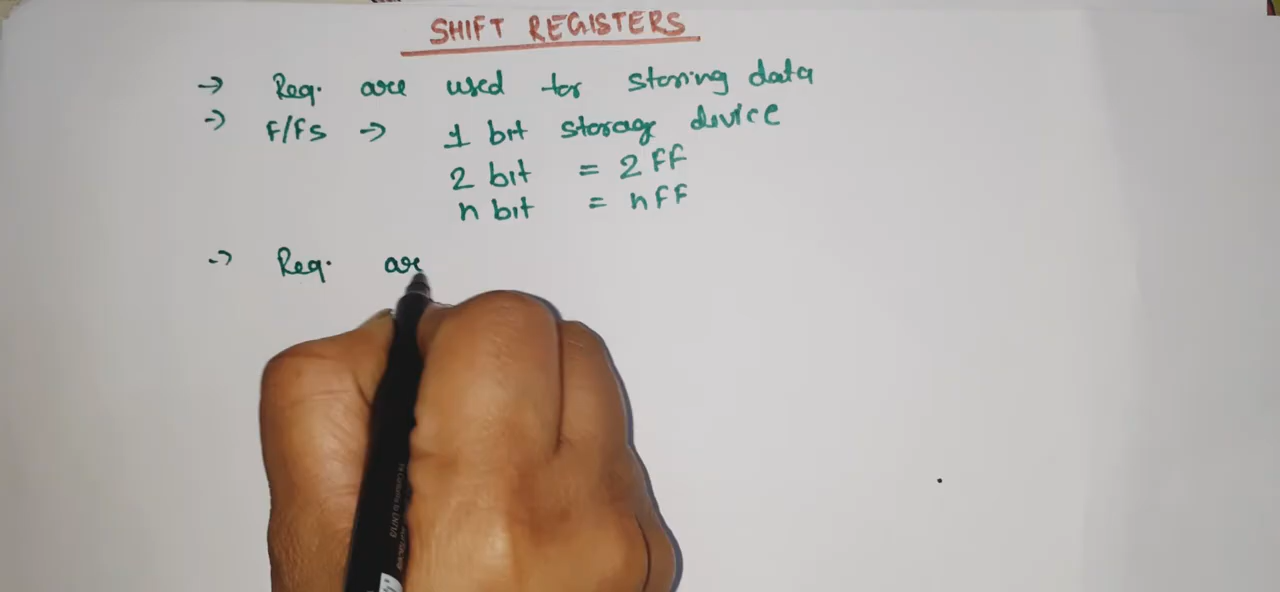 SHIFT REGISTERS
→ Reg. are used for storing data
→ F/Fs → 1 bit storage device
2 bit = 2 FF
n bit = n FF
→ Reg. are